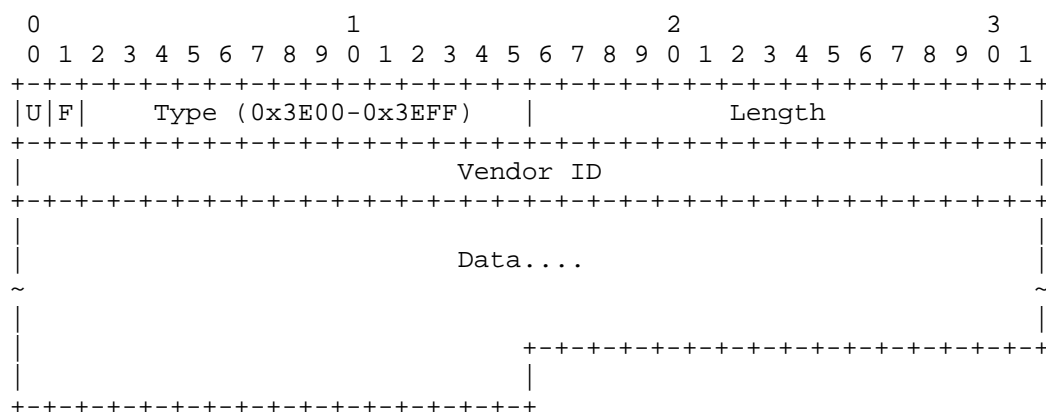 0                   1                   2                   3
 0 1 2 3 4 5 6 7 8 9 0 1 2 3 4 5 6 7 8 9 0 1 2 3 4 5 6 7 8 9 0 1
+-+-+-+-+-+-+-+-+-+-+-+-+-+-+-+-+-+-+-+-+-+-+-+-+-+-+-+-+-+-+-+-+
|U|F|    Type (0x3E00-0x3EFF)   |            Length             |
+-+-+-+-+-+-+-+-+-+-+-+-+-+-+-+-+-+-+-+-+-+-+-+-+-+-+-+-+-+-+-+-+
|                           Vendor ID                           |
+-+-+-+-+-+-+-+-+-+-+-+-+-+-+-+-+-+-+-+-+-+-+-+-+-+-+-+-+-+-+-+-+
|                                                               |
|                           Data....                            |
~                                                               ~
|                                                               |
|                               +-+-+-+-+-+-+-+-+-+-+-+-+-+-+-+-+
|                               |
+-+-+-+-+-+-+-+-+-+-+-+-+-+-+-+-+